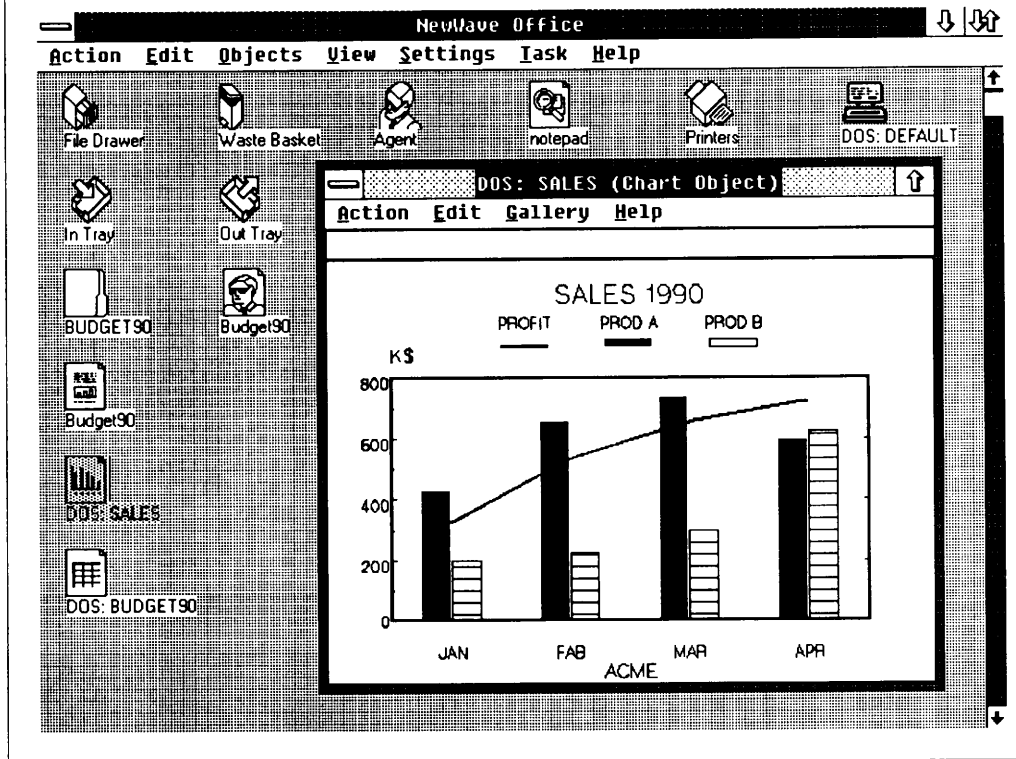 NewWave Office
Action Edit Objects View Settings Task Help
File Drawer Waste Basket Agent notepad Printers DOS: DEFAULT
In Tray Out Tray
BUDGET90 Budget90
Budget90
DOS: SALES
DOS: BUDGET90
DOS: SALES (Chart Object)
Action Edit Gallery Help
SALES 1990
PROFIT PROD A PROD B
K$
800
600
400
200
0
JAN FAB MAR APR
ACME